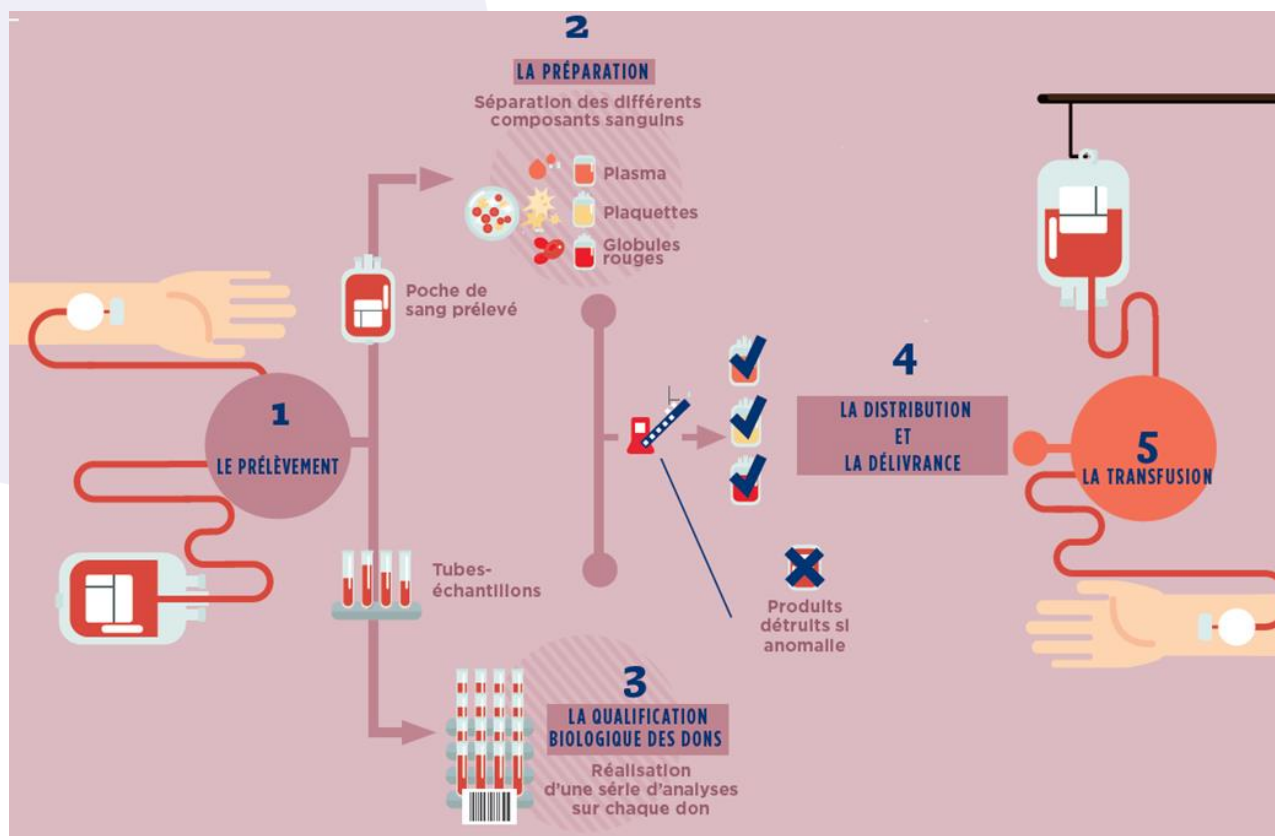 2
LA PRÉPARATION
Séparation des différents
composants sanguins
Plasma
Plaquettes
Globules
rouges
Poche de
sang prélevé
1
LE PRÉLÈVEMENT
4
LA DISTRIBUTION
ET
LA DÉLIVRANCE
5
LA TRANSFUSION
Tubes-
échantillons
Produits
détruits si
anomalie
3
LA QUALIFICATION
BIOLOGIQUE DES DONS
Réalisation
d'une série d'analyses
sur chaque don